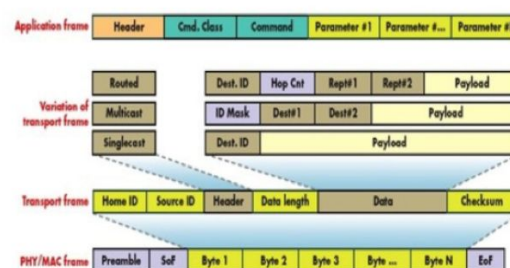 Application frame Header Cmd. Class Command Parameter #1 Parameter #... Parameter #
Routed Dest. ID Hop Cnt Rept#1 Rept#2 Payload
Variation of transport frame Multicast ID Mask Dest#1 Dest#2 Payload
Singlecast Dest. ID Payload
Transport frame Home ID Source ID Header Data length Data Checksum
PHY/MAC frame Preamble SoF Byte 1 Byte 2 Byte 3 Byte ... Byte N EoF